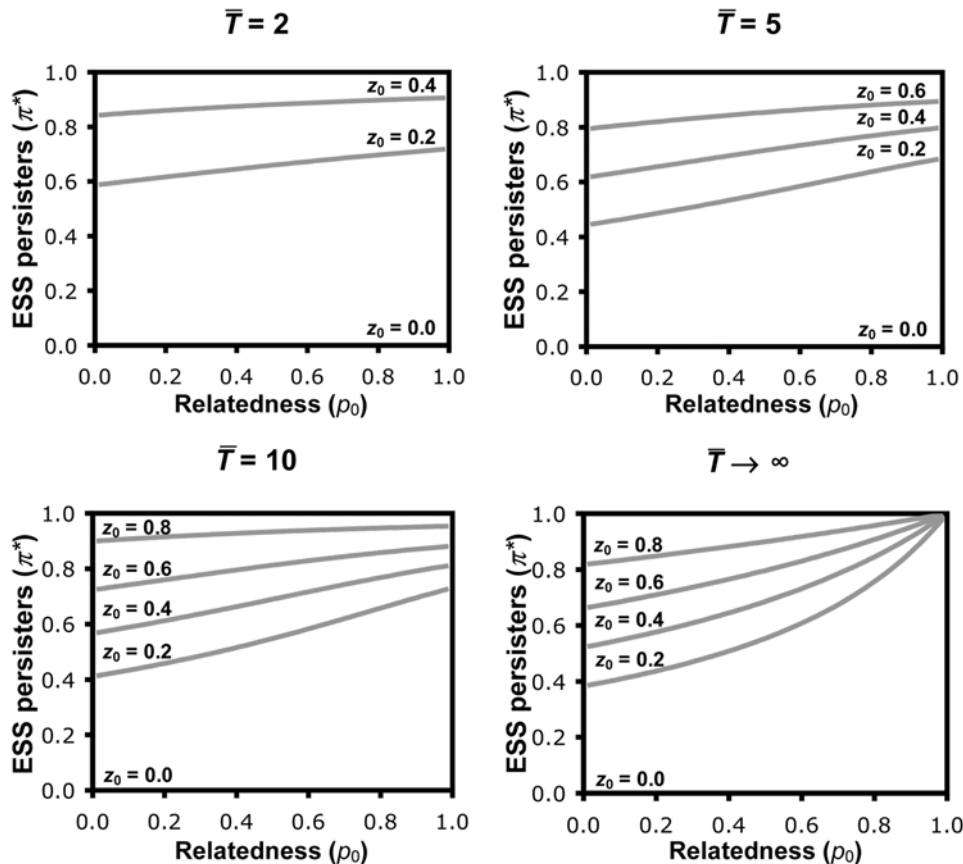 T̅ = 2
ESS persisters (π*)
1.0
0.8
0.6
0.4
0.2
0.0
z₀ = 0.4
z₀ = 0.2
z₀ = 0.0
0.0 0.2 0.4 0.6 0.8 1.0
Relatedness (p₀)
T̅ = 5
ESS persisters (π*)
1.0
0.8
0.6
0.4
0.2
0.0
z₀ = 0.6
z₀ = 0.4
z₀ = 0.2
z₀ = 0.0
0.0 0.2 0.4 0.6 0.8 1.0
Relatedness (p₀)
T̅ = 10
ESS persisters (π*)
1.0
0.8
0.6
0.4
0.2
0.0
z₀ = 0.8
z₀ = 0.6
z₀ = 0.4
z₀ = 0.2
z₀ = 0.0
0.0 0.2 0.4 0.6 0.8 1.0
Relatedness (p₀)
T̅ → ∞
ESS persisters (π*)
1.0
0.8
0.6
0.4
0.2
0.0
z₀ = 0.8
z₀ = 0.6
z₀ = 0.4
z₀ = 0.2
z₀ = 0.0
0.0 0.2 0.4 0.6 0.8 1.0
Relatedness (p₀)